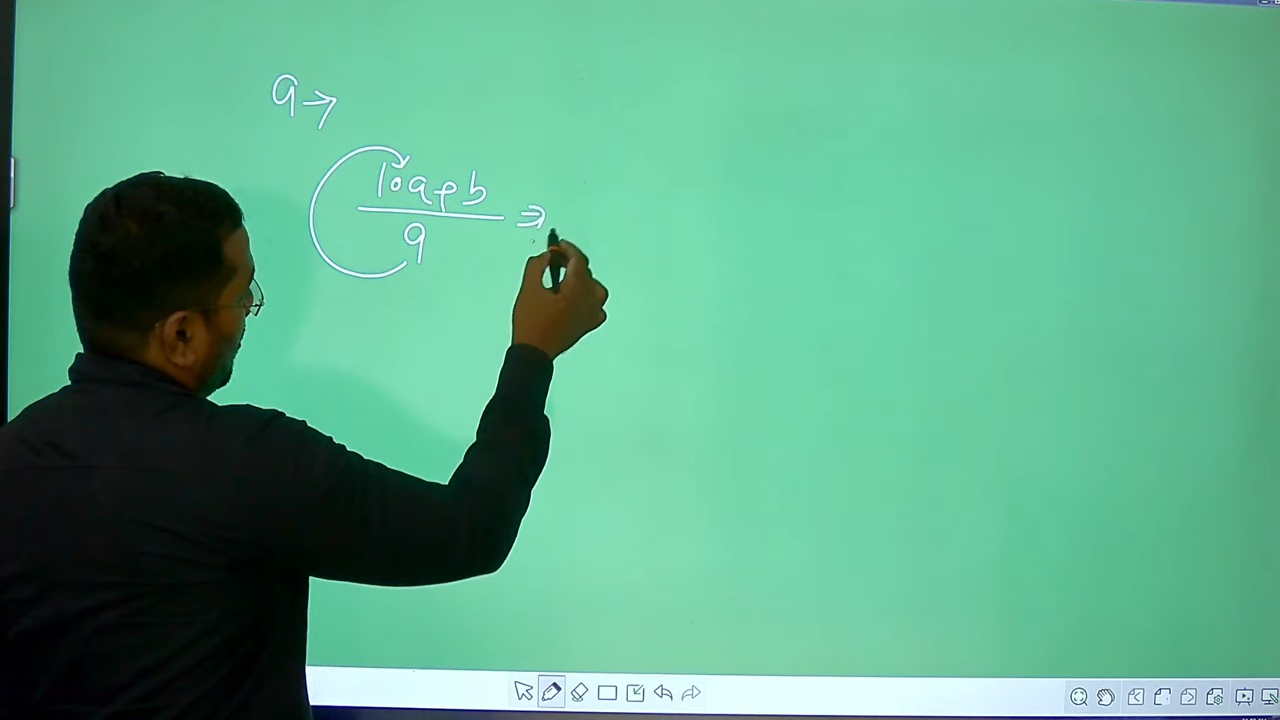 9 →
10a+b
9
⇒